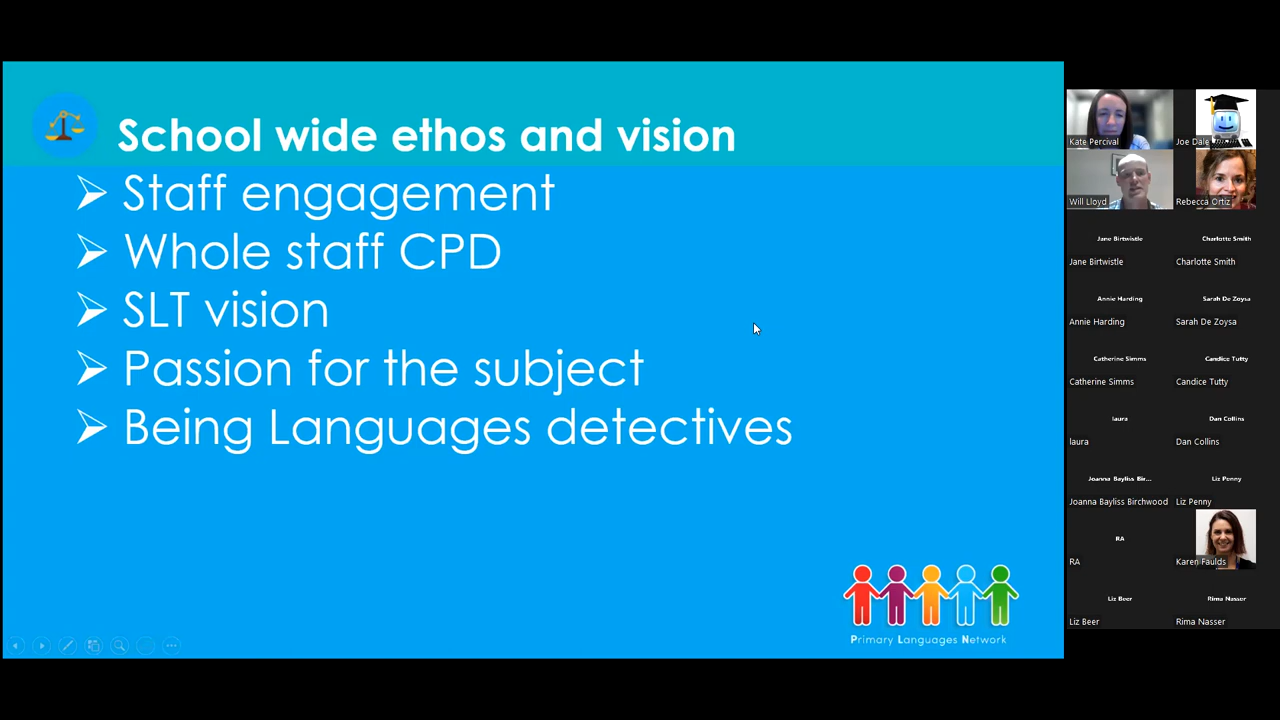 School wide ethos and vision
Staff engagement
Whole staff CPD
SLT vision
Passion for the subject
Being Languages detectives
Primary Languages Network
Kate Percival
Joe Dale
Will Lloyd
Rebecca Ortiz
Jane Birtwistle
Jane Birtwistle
Charlotte Smith
Charlotte Smith
Annie Harding
Annie Harding
Sarah De Zoysa
Sarah De Zoysa
Catherine Simms
Catherine Simms
Candice Tutty
Candice Tutty
laura
laura
Dan Collins
Dan Collins
Joanna Bayliss Bir...
Joanna Bayliss Birchwood
Liz Penny
Liz Penny
RA
RA
Karen Faulds
Liz Beer
Liz Beer
Rima Nasser
Rima Nasser